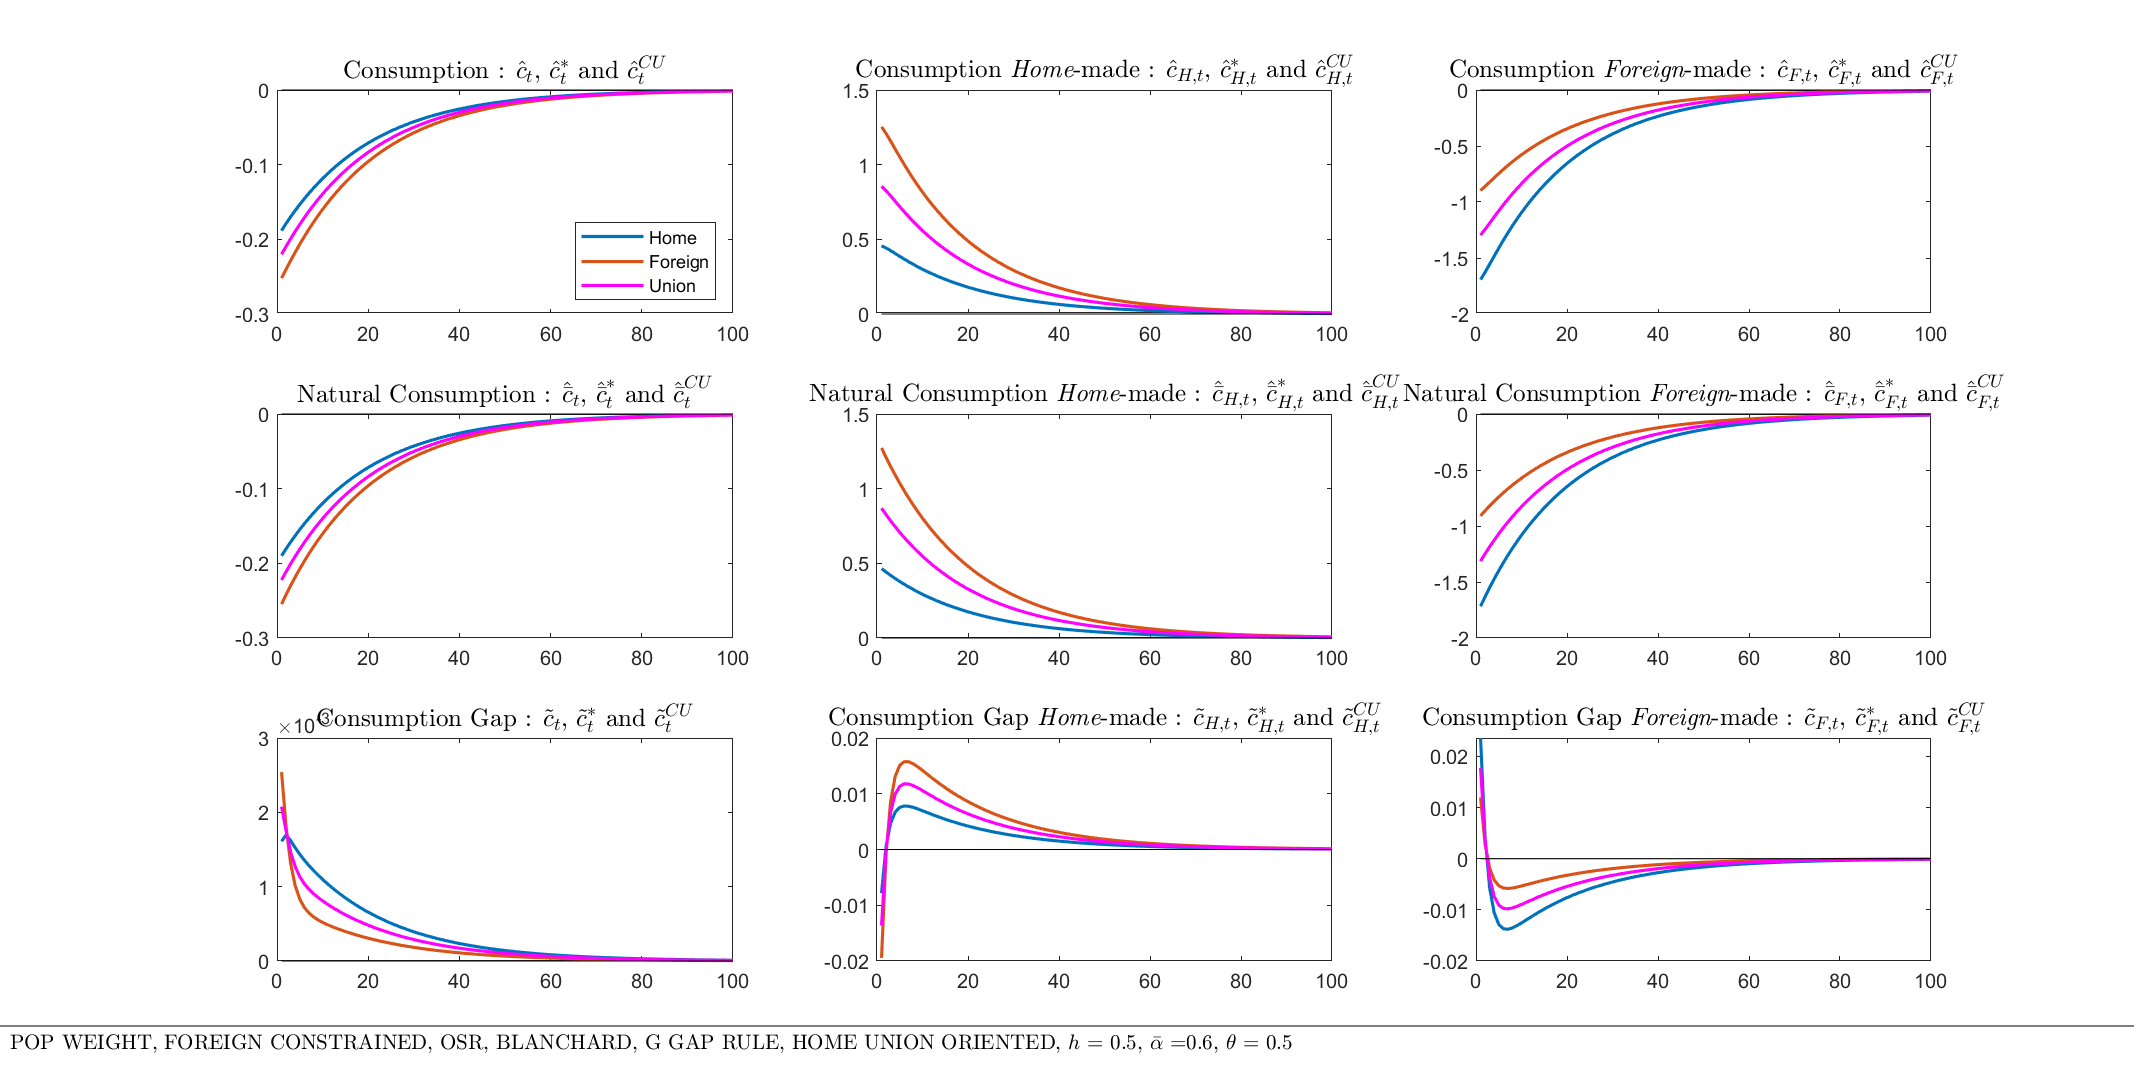 Consumption : ĉ_t, ĉ*_t and ĉ^CU_t
Consumption Home-made : ĉ_H,t, ĉ*_H,t and ĉ^CU_H,t
Consumption Foreign-made : ĉ_F,t, ĉ*_F,t and ĉ^CU_F,t
0
-0.1
-0.2
-0.3
0 20 40 60 80 100
Home
Foreign
Union
1.5
1
0.5
0
0 20 40 60 80 100
0
-0.5
-1
-1.5
-2
0 20 40 60 80 100
Natural Consumption : ĉ̄_t, ĉ̄*_t and ĉ̄^CU_t
Natural Consumption Home-made : ĉ̄_H,t, ĉ̄*_H,t and ĉ̄^CU_H,t
Natural Consumption Foreign-made : ĉ̄_F,t, ĉ̄*_F,t and ĉ̄^CU_F,t
0
-0.1
-0.2
-0.3
0 20 40 60 80 100
1.5
1
0.5
0
0 20 40 60 80 100
0
-0.5
-1
-1.5
-2
0 20 40 60 80 100
Consumption Gap : c̃_t, c̃*_t and c̃^CU_t
Consumption Gap Home-made : c̃_H,t, c̃*_H,t and c̃^CU_H,t
Consumption Gap Foreign-made : c̃_F,t, c̃*_F,t and c̃^CU_F,t
×10^-3
3
2
1
0
0 20 40 60 80 100
0.02
0.01
0
-0.01
-0.02
0 20 40 60 80 100
0.02
0.01
0
-0.01
-0.02
0 20 40 60 80 100
POP WEIGHT, FOREIGN CONSTRAINED, OSR, BLANCHARD, G GAP RULE, HOME UNION ORIENTED, h = 0.5, ᾱ =0.6, θ = 0.5